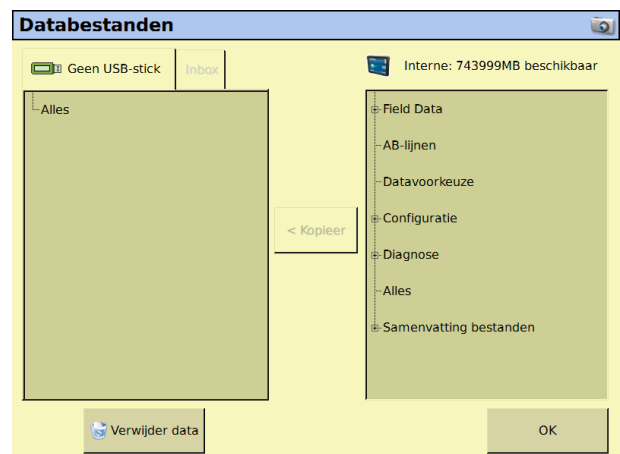 Databestanden
Geen USB-stick
Inbox
Interne: 743999MB beschikbaar
Alles
Field Data
AB-lijnen
Datavoorkeuze
Configuratie
Diagnose
Alles
Samenvatting bestanden
< Kopieer
Verwijder data
OK